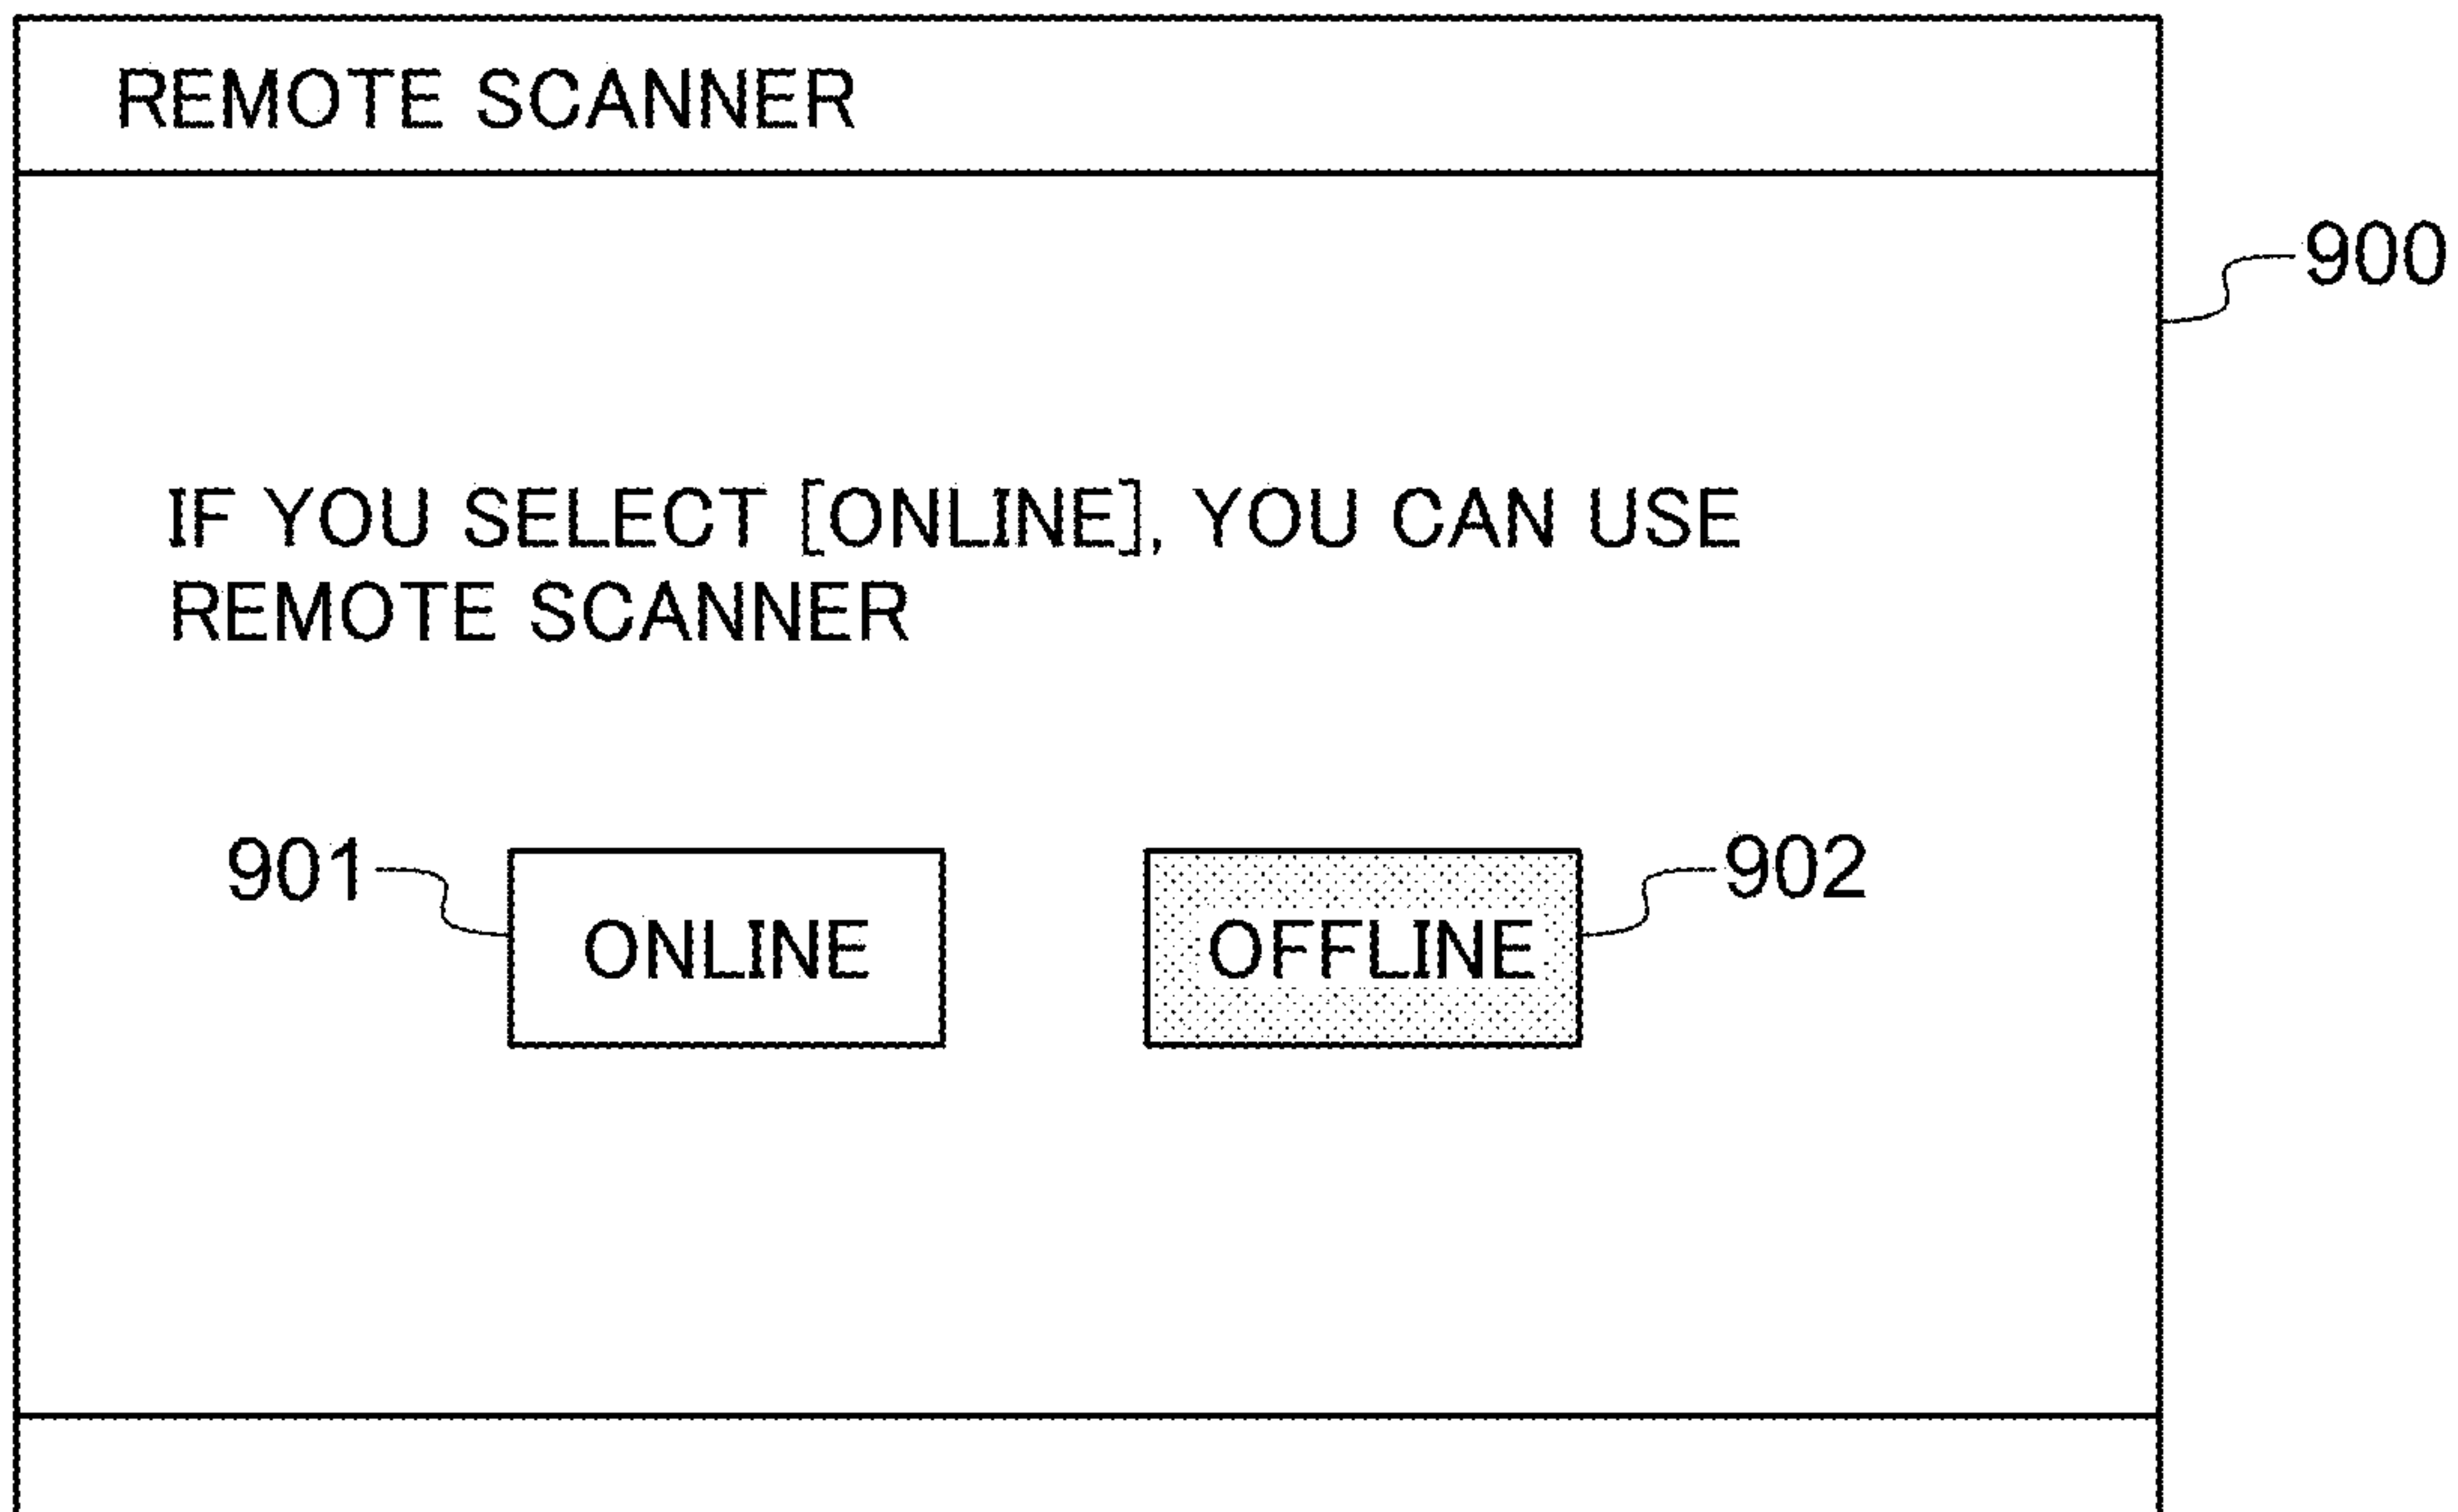 REMOTE SCANNER
900
IF YOU SELECT [ONLINE], YOU CAN USE
REMOTE SCANNER
901
ONLINE
OFFLINE
902